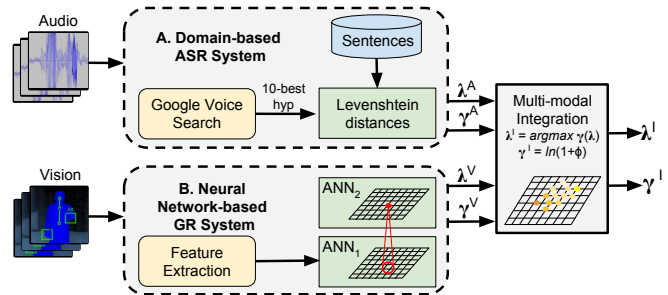 Audio
A. Domain-based
ASR System
Sentences
Google Voice
Search
10-best
hyp
Levenshtein
distances
λᴬ
γᴬ
Multi-modal
Integration
λᴵ = argmax γ(λ)
γᴵ = ln(1+ϕ)
λᴵ
γᴵ
Vision
B. Neural
Network-based
GR System
Feature
Extraction
ANN₂
ANN₁
λⱽ
γⱽ